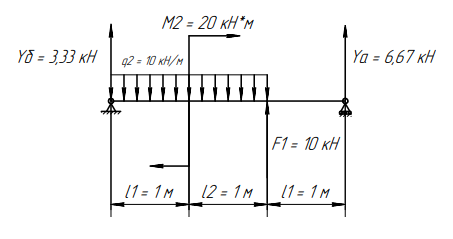 M2 = 20 кН*м
Yб = 3,33 кН
q2 = 10 кН/м
Yа = 6,67 кН
F1 = 10 кН
l1 = 1 м
l2 = 1 м
l1 = 1 м